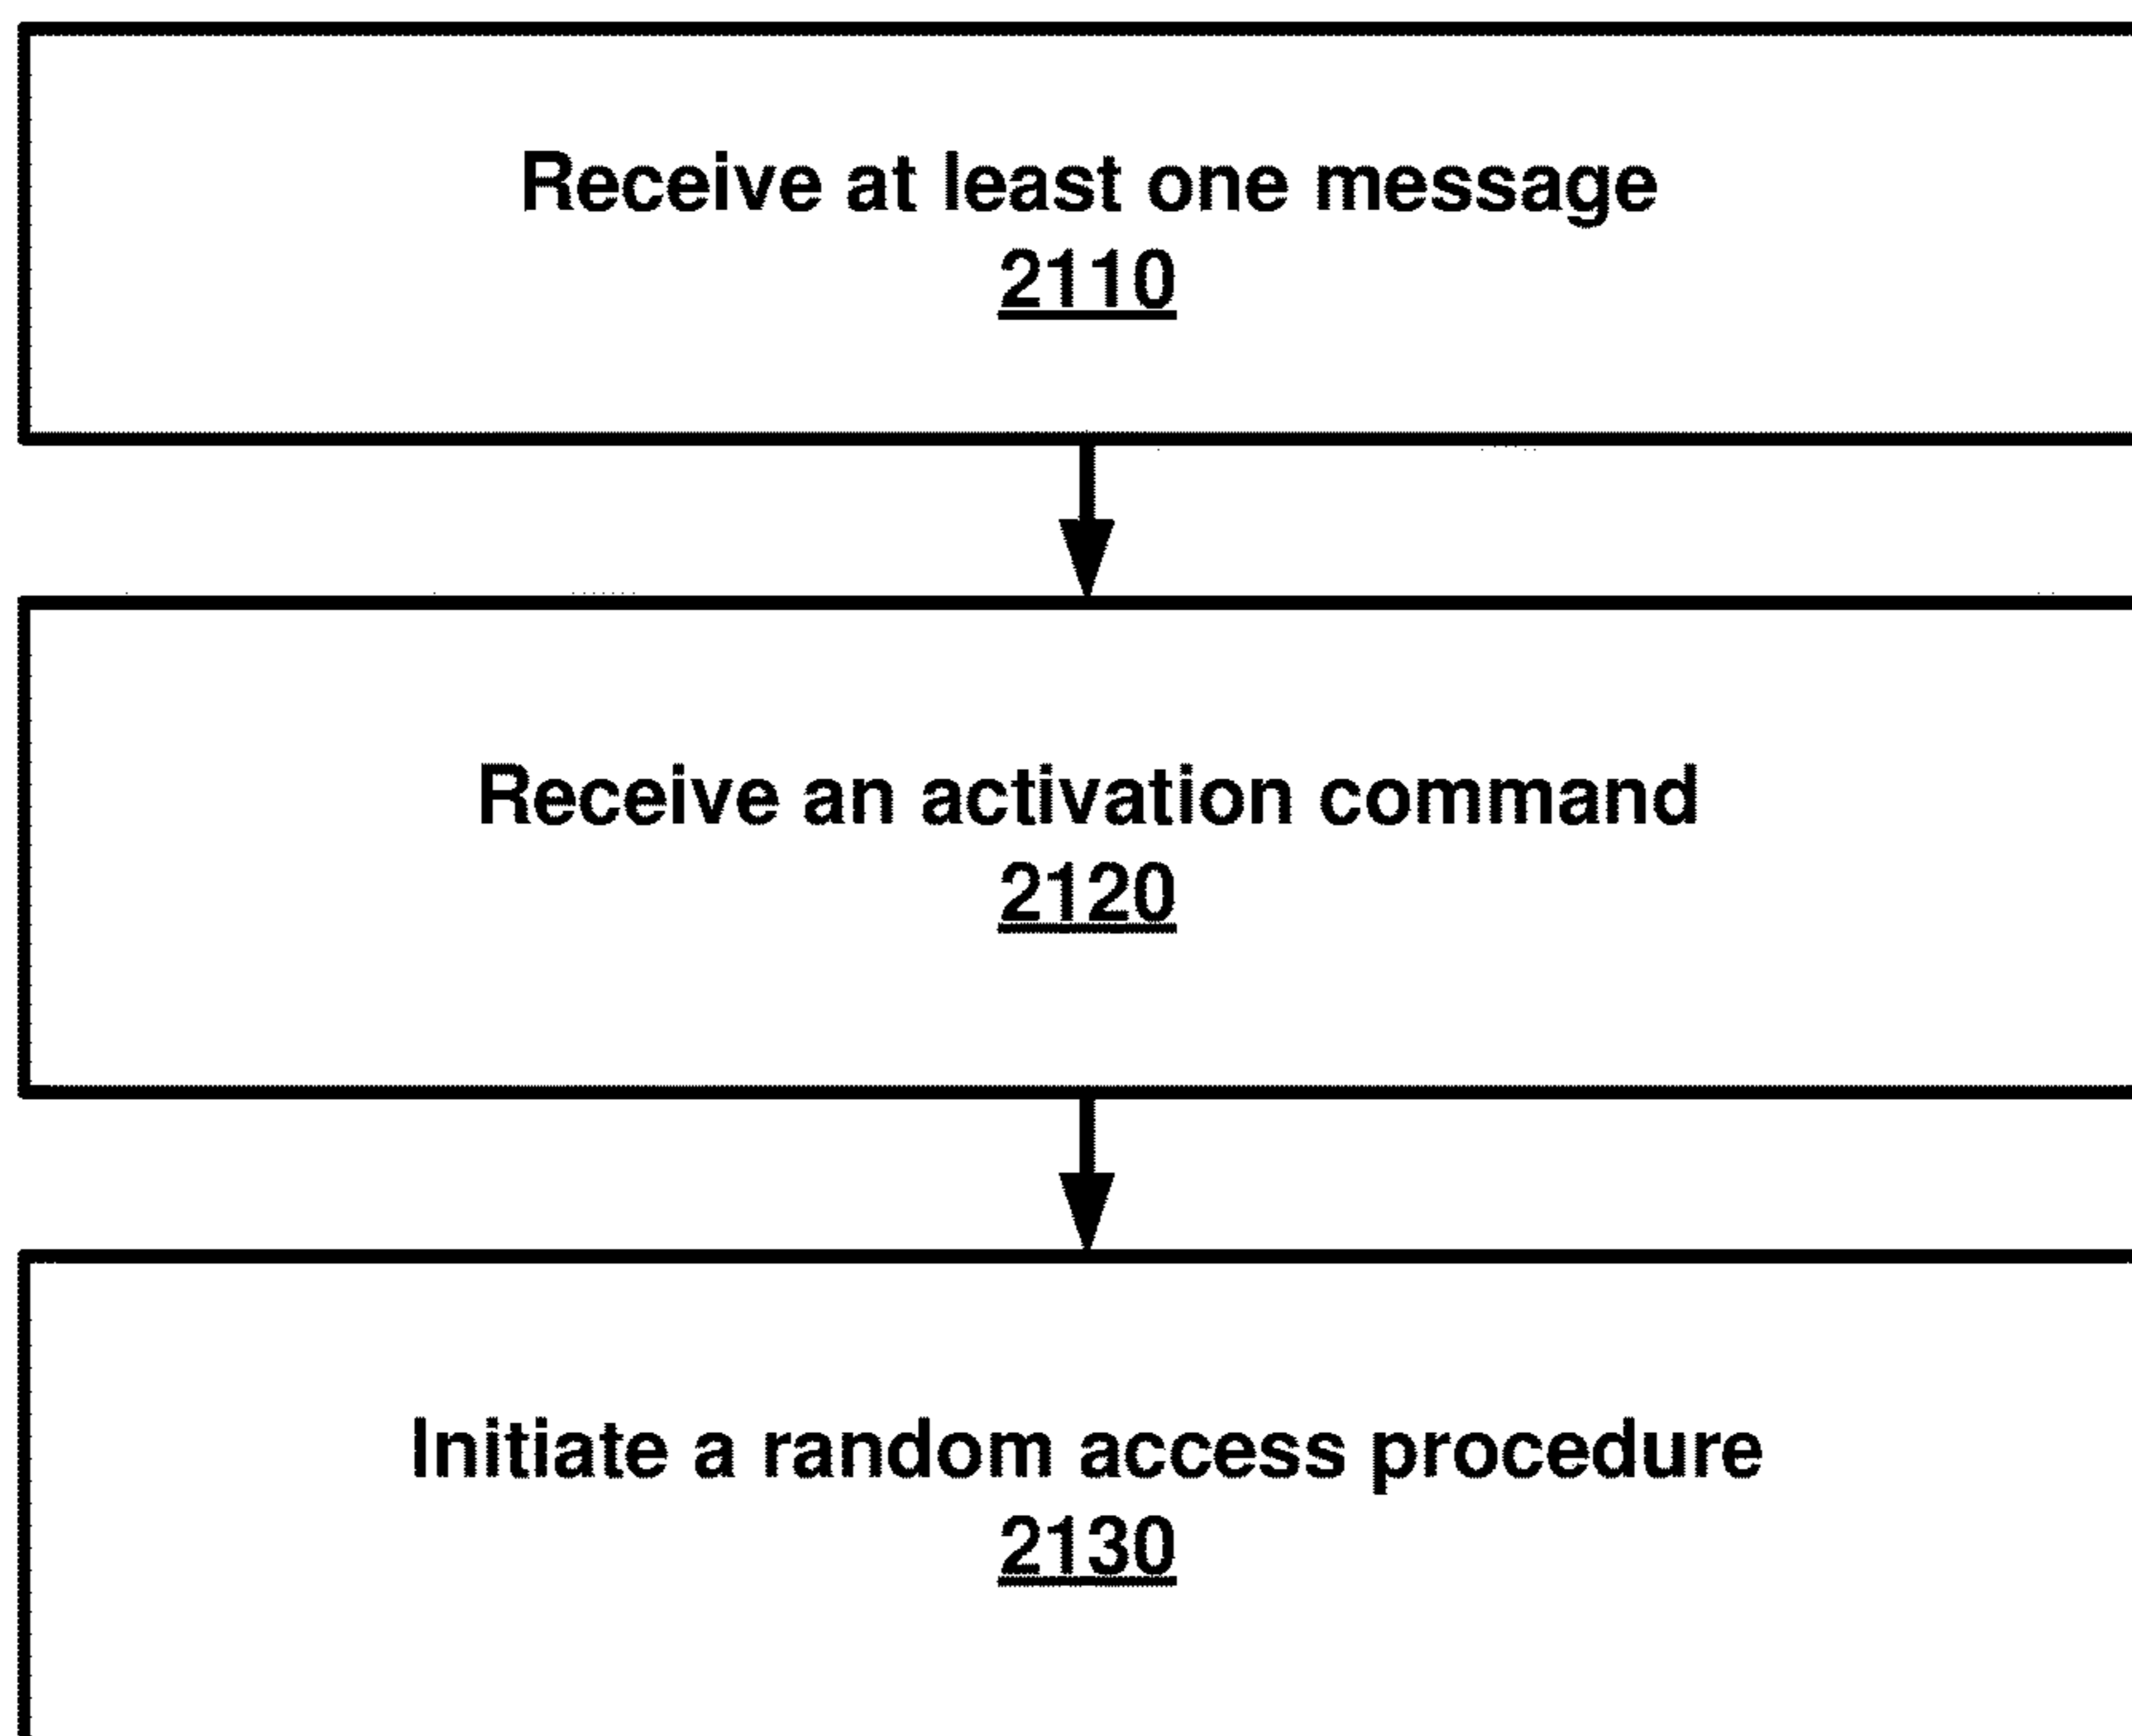 Receive at least one message
2110
Receive an activation command
2120
Initiate a random access procedure
2130